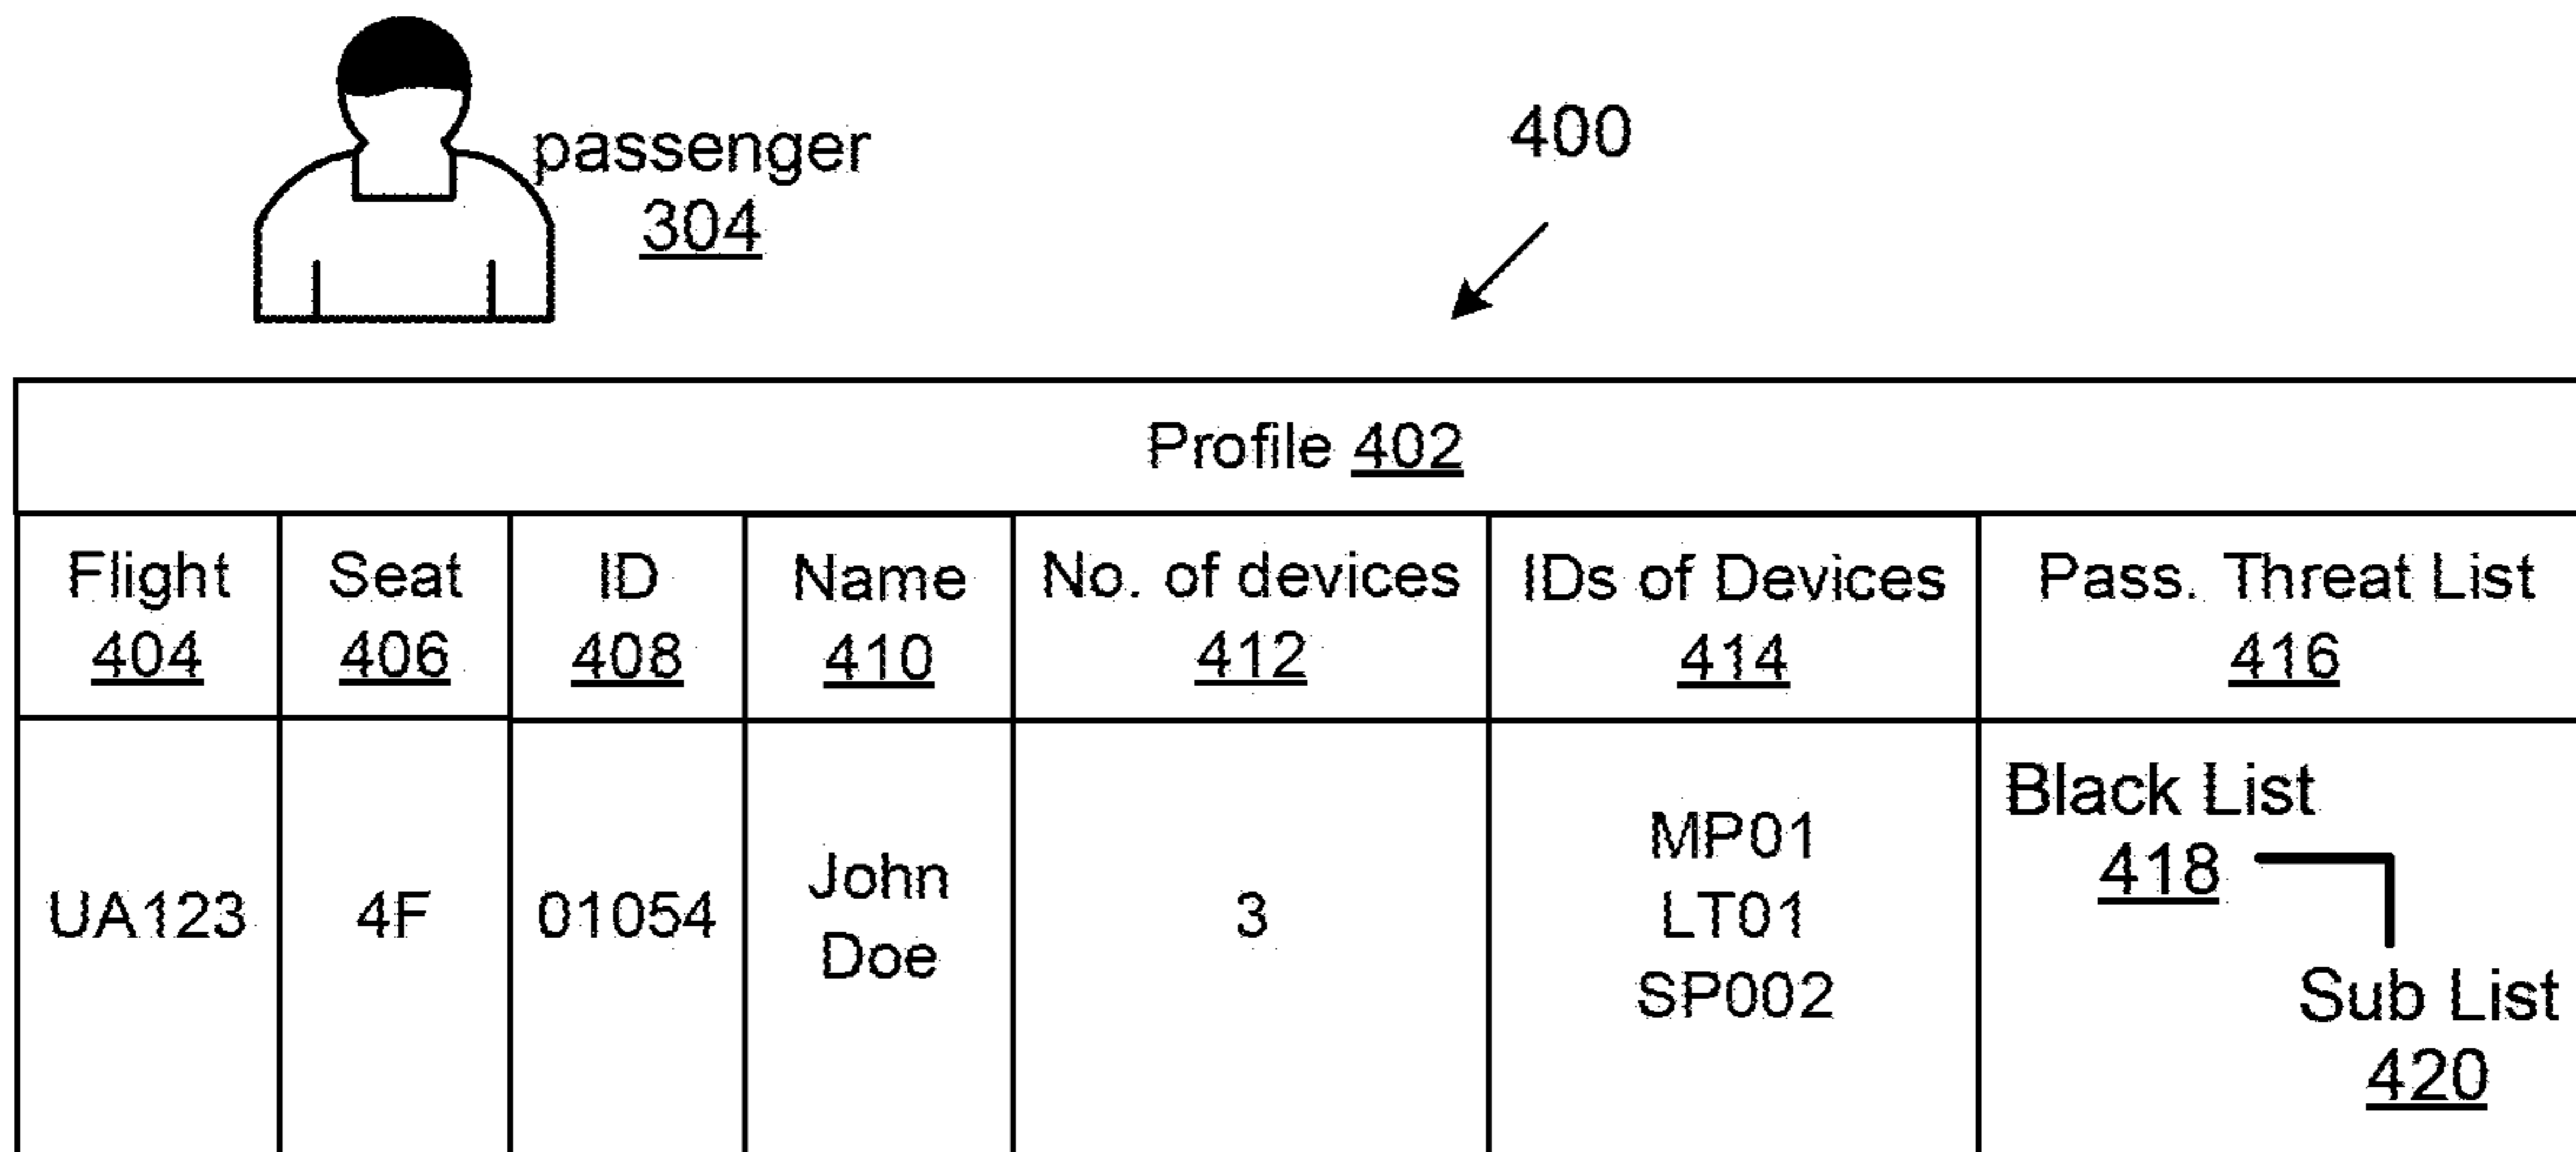 passenger
304
400
Profile 402
Flight
404
Seat
406
ID
408
Name
410
No. of devices
412
IDs of Devices
414
Pass. Threat List
416
UA123
4F
01054
John
Doe
3
MP01
LT01
SP002
Black List
418
Sub List
420